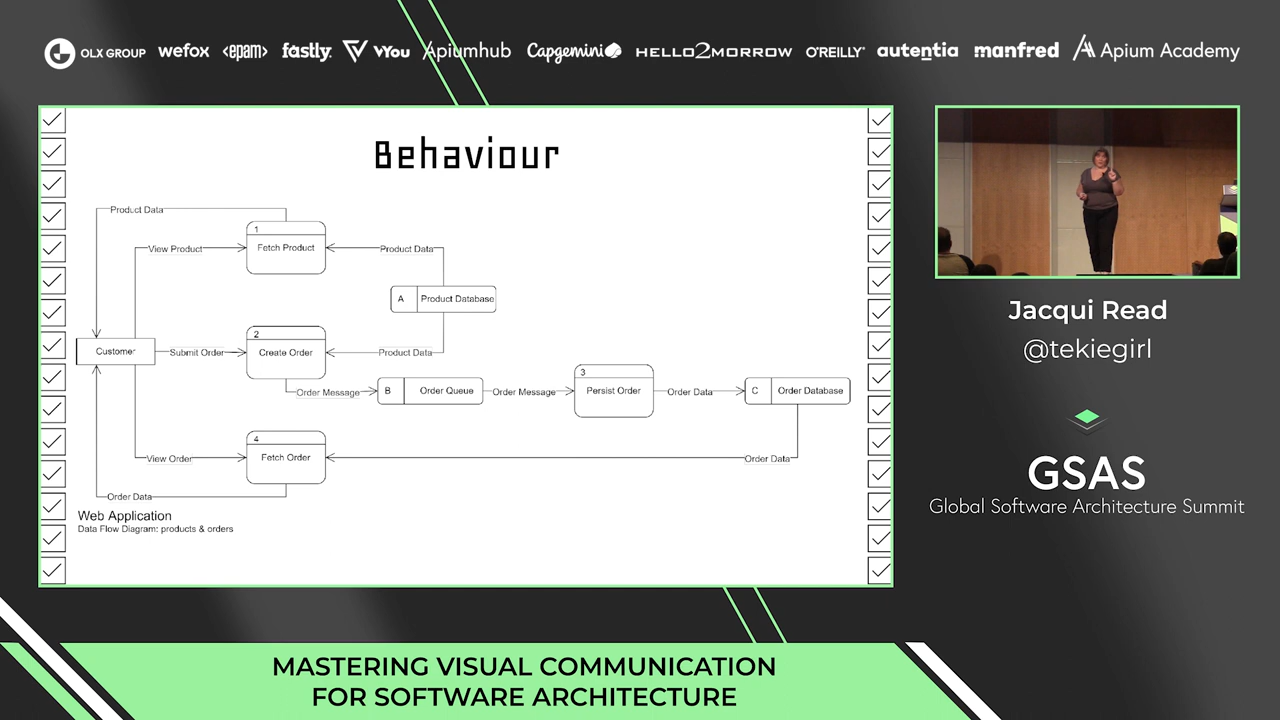 OLX GROUP wefox <epam> fastly. vYou Apiumhub Capgemini HELLO2MORROW O'REILLY® autentia manfred Apium Academy
Behaviour
Product Data
1
View Product
Fetch Product
Product Data
A
Product Database
2
Customer
Submit Order
Create Order
Product Data
3
Order Message
B
Order Queue
Order Message
Persist Order
Order Data
C
Order Database
4
View Order
Fetch Order
Order Data
Order Data
Web Application
Data Flow Diagram: products & orders
Jacqui Read
@tekiegirl
GSAS
Global Software Architecture Summit
MASTERING VISUAL COMMUNICATION
FOR SOFTWARE ARCHITECTURE